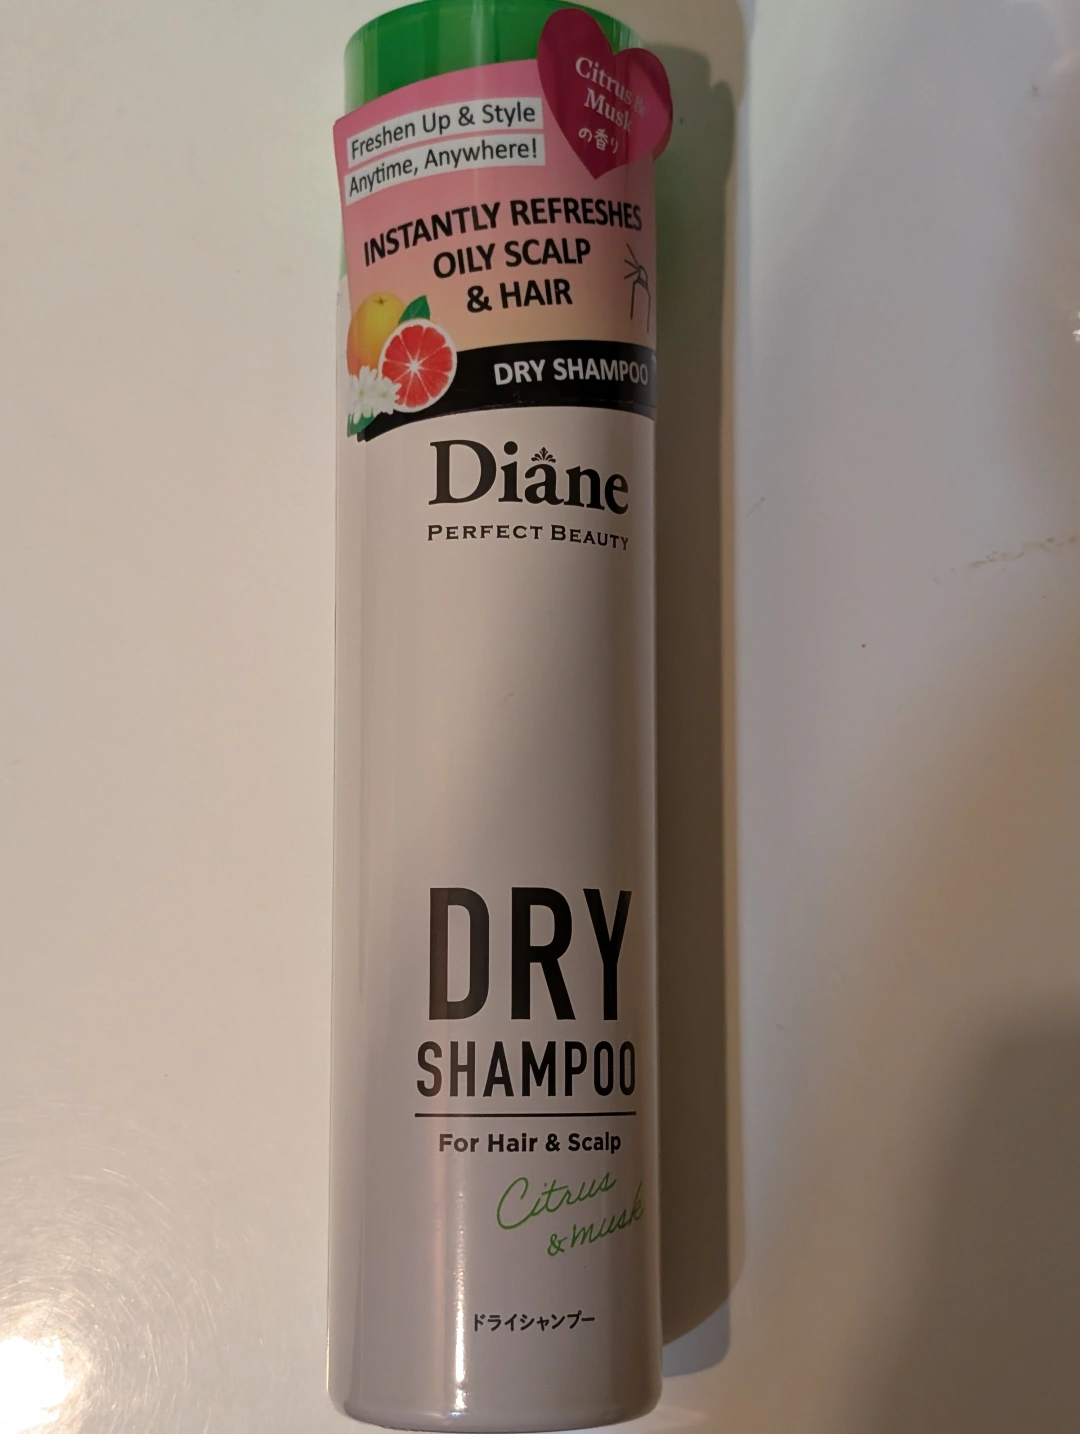 Citrus &
Musk
の香り
Freshen Up & Style
Anytime, Anywhere!
INSTANTLY REFRESHES
OILY SCALP
& HAIR
DRY SHAMPOO
Diane
PERFECT BEAUTY
DRY
SHAMPOO
For Hair & Scalp
Citrus
& musk
ドライシャンプー